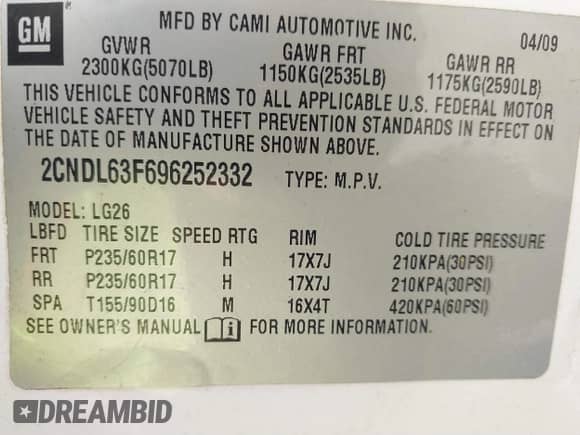 GM
MFD BY CAMI AUTOMOTIVE INC.
04/09
GVWR GAWR FRT GAWR RR
2300KG(5070LB) 1150KG(2535LB) 1175KG(2590LB)
THIS VEHICLE CONFORMS TO ALL APPLICABLE U.S. FEDERAL MOTOR
VEHICLE SAFETY AND THEFT PREVENTION STANDARDS IN EFFECT ON
THE DATE OF MANUFACTURE SHOWN ABOVE.
2CNDL63F696252332 TYPE: M.P.V.
MODEL: LG26
LBFD TIRE SIZE SPEED RTG RIM COLD TIRE PRESSURE
FRT P235/60R17 H 17X7J 210KPA(30PSI)
RR P235/60R17 H 17X7J 210KPA(30PSI)
SPA T155/90D16 M 16X4T 420KPA(60PSI)
SEE OWNER'S MANUAL i FOR MORE INFORMATION.
DREAMBID